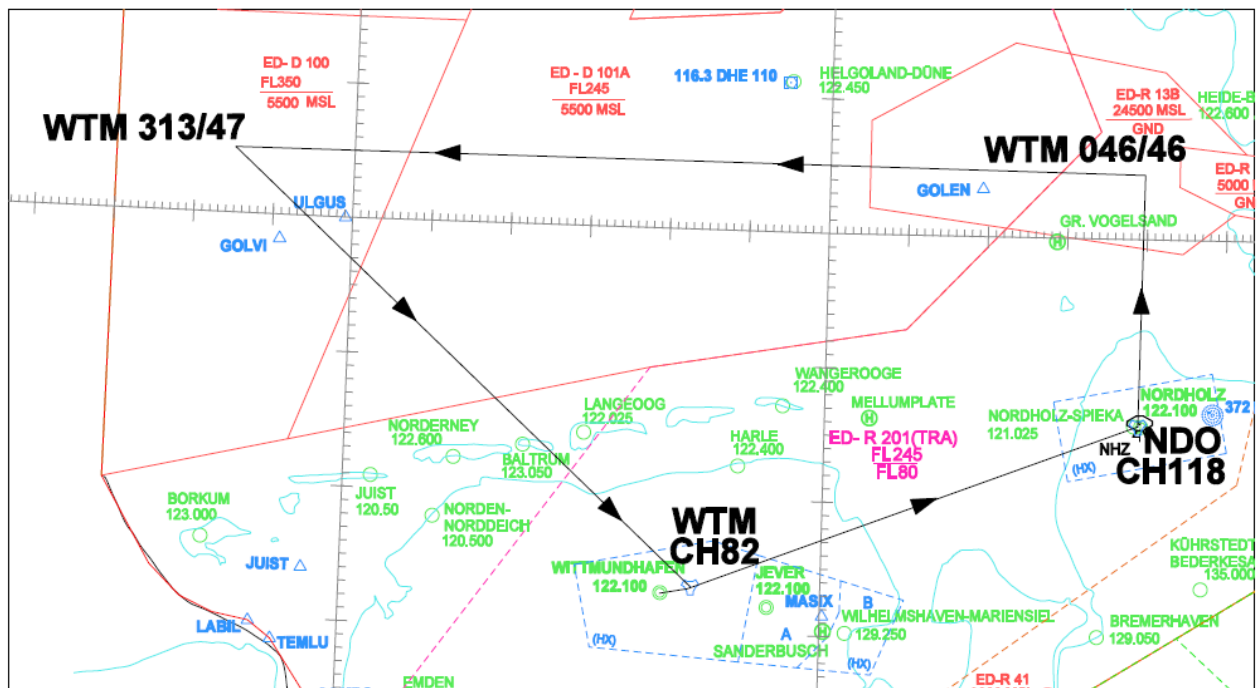 ED- D 100
FL350
5500 MSL
ED - D 101A
FL245
5500 MSL
116.3 DHE 110
HELGOLAND-DÜNE
122.450
ED-R 13B
24500 MSL
GND
HEIDE-B
122.600
WTM 313/47
WTM 046/46
ED-R
5000
GN
GOLEN
ULGUS
GOLVI
GR. VOGELSAND
WANGEROOGE
122.400
LANGEOOG
122.025
MELLUMPLATE
NORDHOLZ
122.100
372
NORDHOLZ-SPIEKA
121.025
NORDERNEY
122.600
BALTRUM
123.050
HARLE
122.400
ED- R 201(TRA)
FL245
FL80
NHZ
NDO
CH118
(HX)
BORKUM
123.000
JUIST
120.50
NORDEN-
NORDDEICH
120.500
WTM
CH82
JUIST
WITTMUNDHAFEN
122.100
JEVER
122.100
MASIX
B
A
KÜHRSTEDT
BEDERKESA
135.000
LABIL
TEMLU
(HX)
SANDERBUSCH
WILHELMSHAVEN-MARIENSIEL
129.250
(HX)
BREMERHAVEN
129.050
EMDEN
ED-R 41